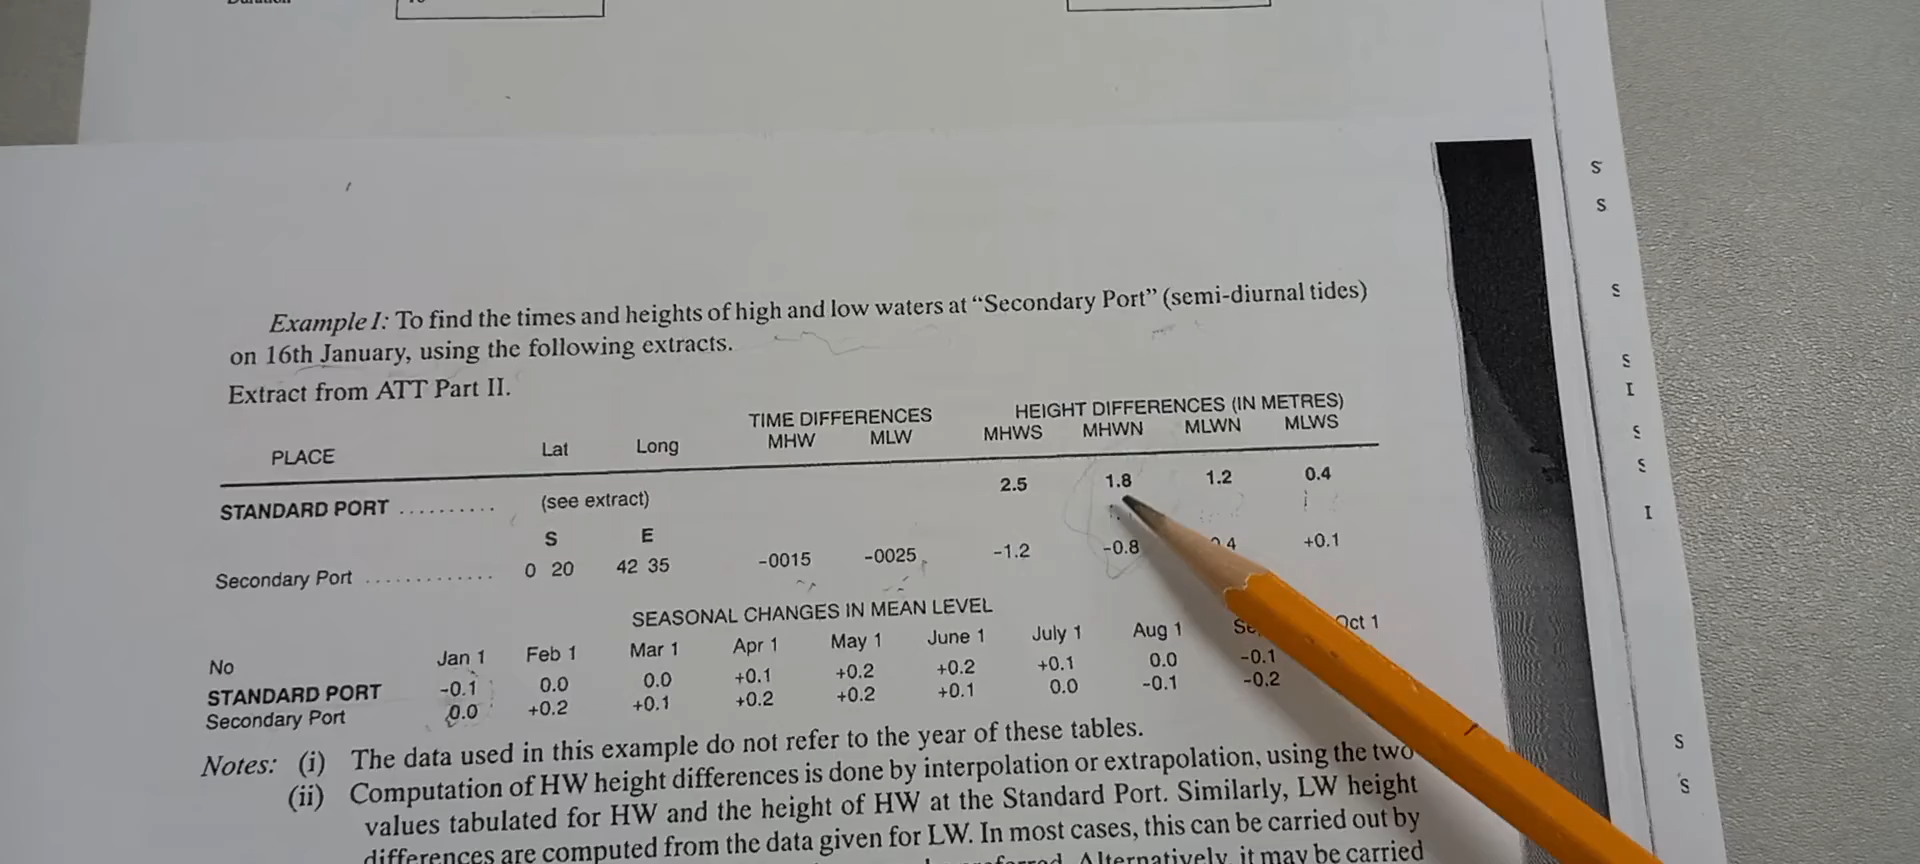 Example I: To find the times and heights of high and low waters at “Secondary Port” (semi-diurnal tides)
on 16th January, using the following extracts.
Extract from ATT Part II.
TIME DIFFERENCES HEIGHT DIFFERENCES (IN METRES)
PLACE Lat Long MHW MLW MHWS MHWN MLWN MLWS
STANDARD PORT .......... (see extract) 2.5 1.8 1.2 0.4
S E
Secondary Port ............. 0 20 42 35 -0015 -0025 -1.2 -0.8 +0.1
SEASONAL CHANGES IN MEAN LEVEL
No Jan 1 Feb 1 Mar 1 Apr 1 May 1 June 1 July 1 Aug 1 Oct 1
STANDARD PORT -0.1 0.0 0.0 +0.1 +0.2 +0.2 +0.1 0.0 -0.1
Secondary Port 0.0 +0.2 +0.1 +0.2 +0.2 +0.1 0.0 -0.1 -0.2
Notes: (i) The data used in this example do not refer to the year of these tables.
(ii) Computation of HW height differences is done by interpolation or extrapolation, using the two
values tabulated for HW and the height of HW at the Standard Port. Similarly, LW height
differences are computed from the data given for LW. In most cases, this can be carried out by
Alternatively, it may be carried
S
S
S
S
I
S
S
I
S
S